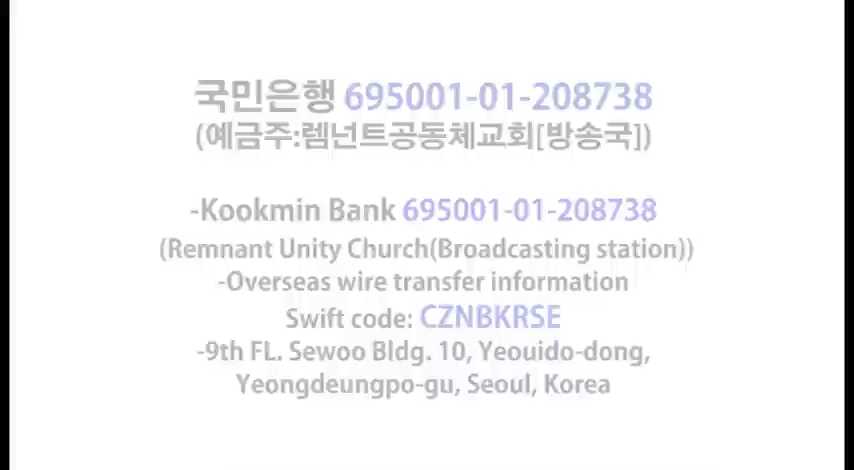 국민은행 695001-01-208738
(예금주:렘넌트공동체교회[방송국])
-Kookmin Bank 695001-01-208738
(Remnant Unity Church(Broadcasting station))
-Overseas wire transfer information
Swift code: CZNBKRSE
-9th FL. Sewoo Bldg. 10, Yeouido-dong,
Yeongdeungpo-gu, Seoul, Korea